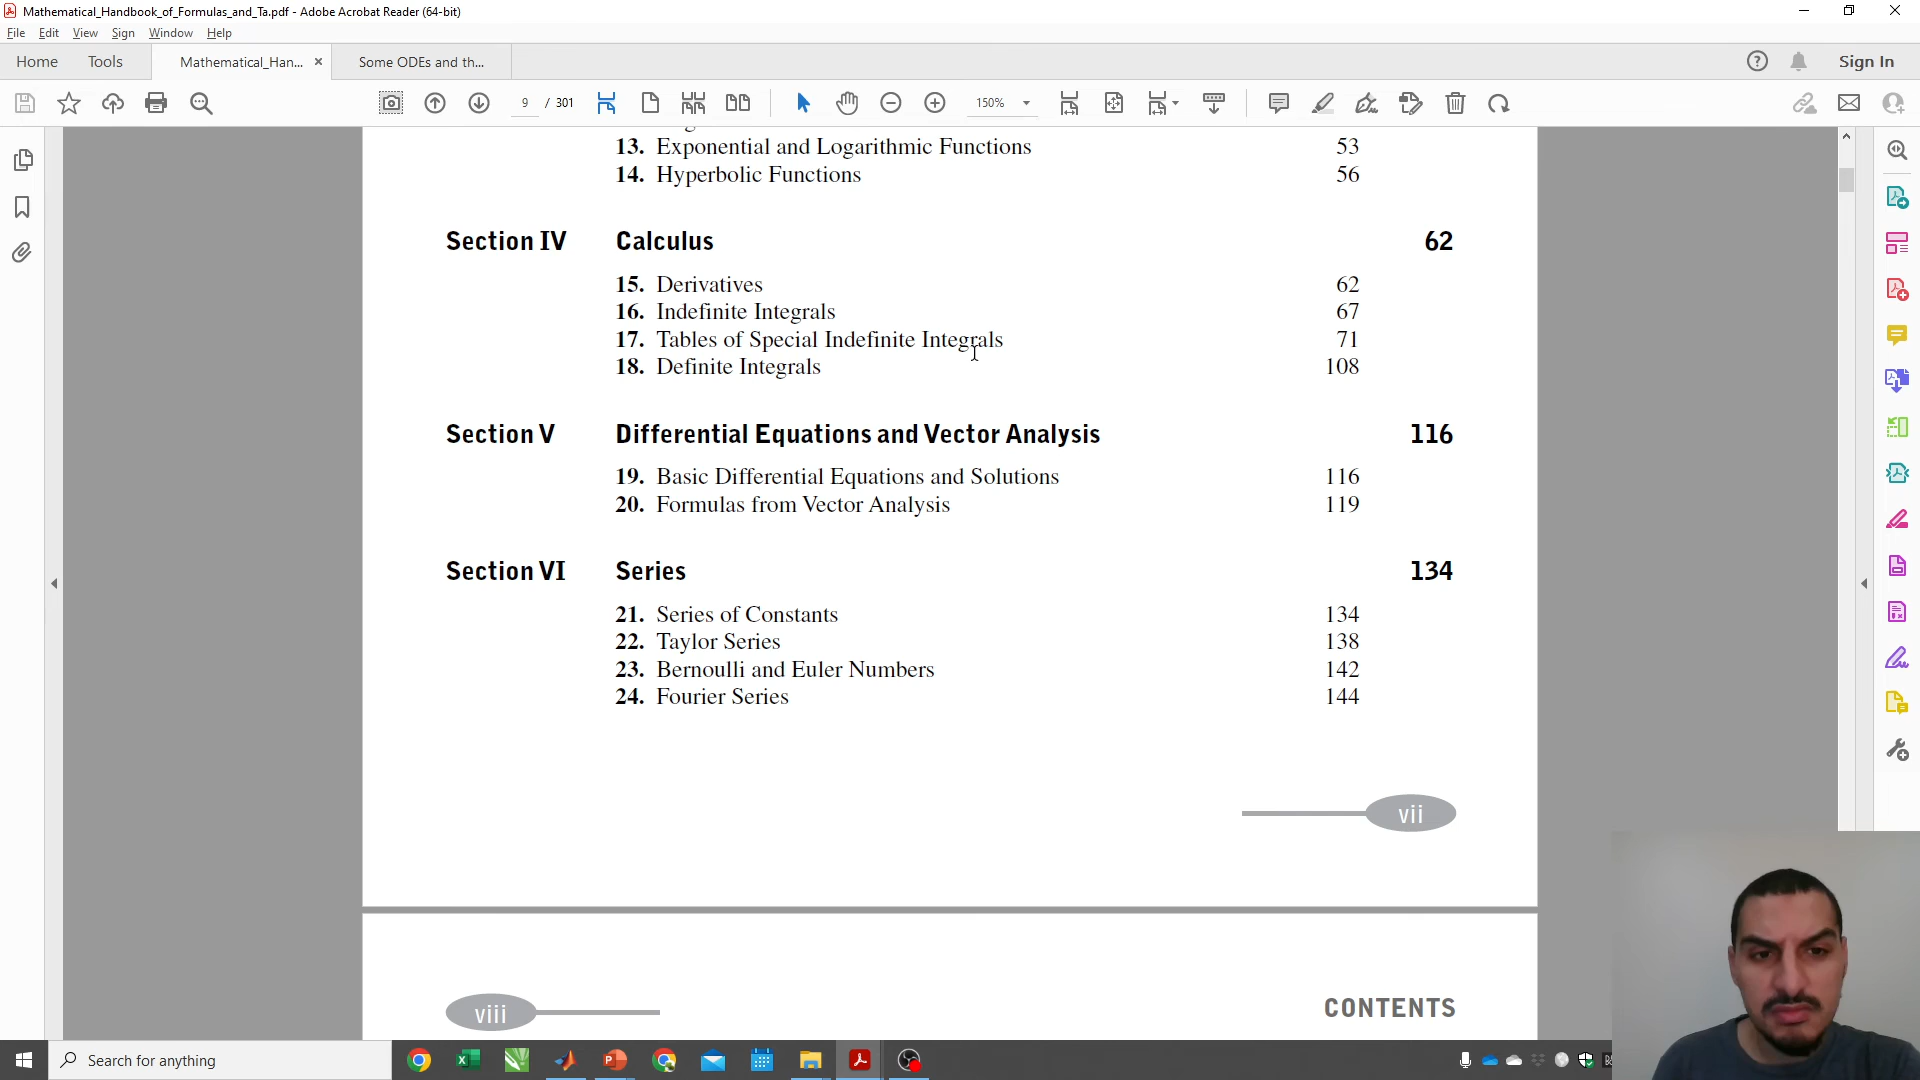 Mathematical_Handbook_of_Formulas_and_Ta.pdf - Adobe Acrobat Reader (64-bit)
File Edit View Sign Window Help
Home Tools Mathematical_Han... × Some ODEs and th... Sign In
9 / 301 150%
13. Exponential and Logarithmic Functions 53
14. Hyperbolic Functions 56
Section IV Calculus 62
15. Derivatives 62
16. Indefinite Integrals 67
17. Tables of Special Indefinite Integrals 71
18. Definite Integrals 108
Section V Differential Equations and Vector Analysis 116
19. Basic Differential Equations and Solutions 116
20. Formulas from Vector Analysis 119
Section VI Series 134
21. Series of Constants 134
22. Taylor Series 138
23. Bernoulli and Euler Numbers 142
24. Fourier Series 144
vii
viii CONTENTS
Search for anything